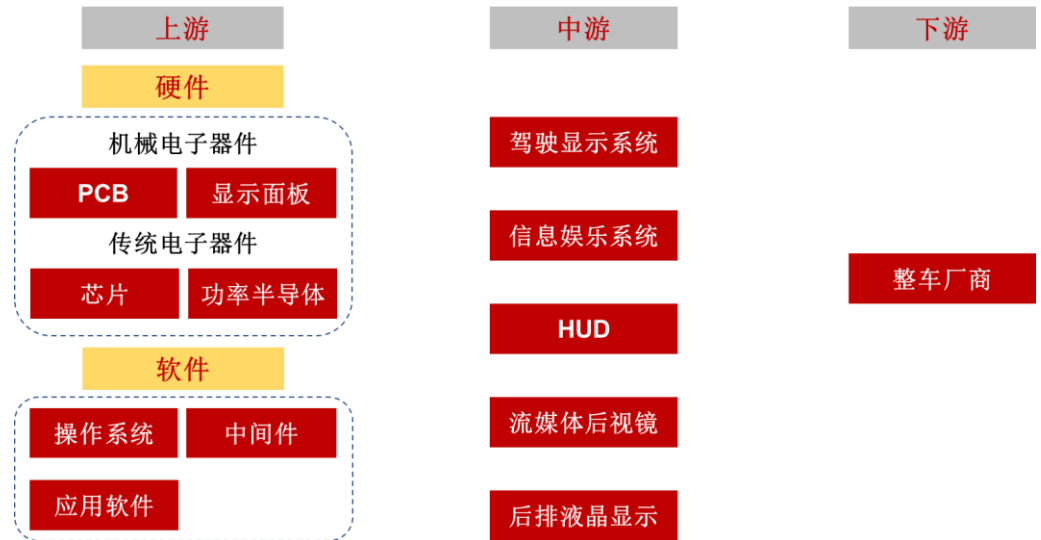 上游
硬件
机械电子器件
PCB
显示面板
传统电子器件
芯片
功率半导体
软件
操作系统
中间件
应用软件
中游
驾驶显示系统
信息娱乐系统
HUD
流媒体后视镜
后排液晶显示
下游
整车厂商